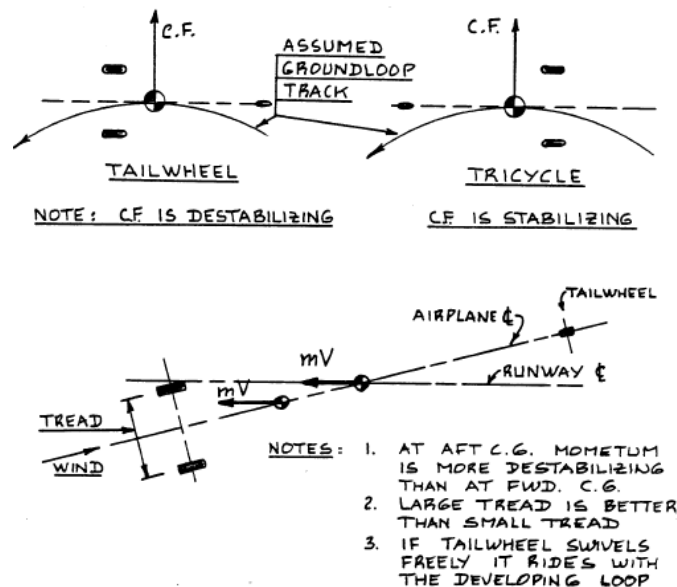 C.F.
C.F.
ASSUMED
GROUNDLOOP
TRACK
TAILWHEEL
TRICYCLE
NOTE: C.F. IS DESTABILIZING
C.F. IS STABILIZING
TAILWHEEL
AIRPLANE ℄
RUNWAY ℄
mV
mV
TREAD
WIND
NOTES: 1. AT AFT C.G. MOMETUM
IS MORE DESTABILIZING
THAN AT FWD. C.G.
2. LARGE TREAD IS BETTER
THAN SMALL TREAD
3. IF TAILWHEEL SWIVELS
FREELY IT RIDES WITH
THE DEVELOPING LOOP